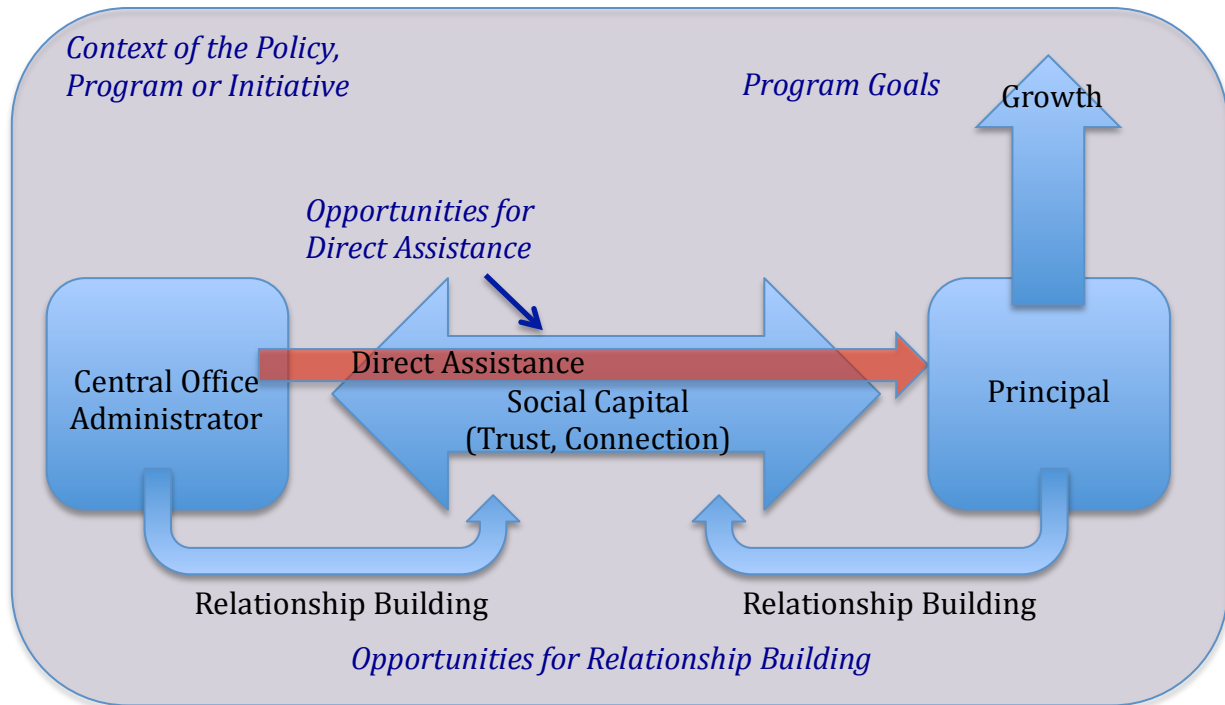 Context of the Policy,
Program or Initiative
Program Goals
Growth
Opportunities for
Direct Assistance
Direct Assistance
Central Office
Administrator
Social Capital
(Trust, Connection)
Principal
Relationship Building
Relationship Building
Opportunities for Relationship Building